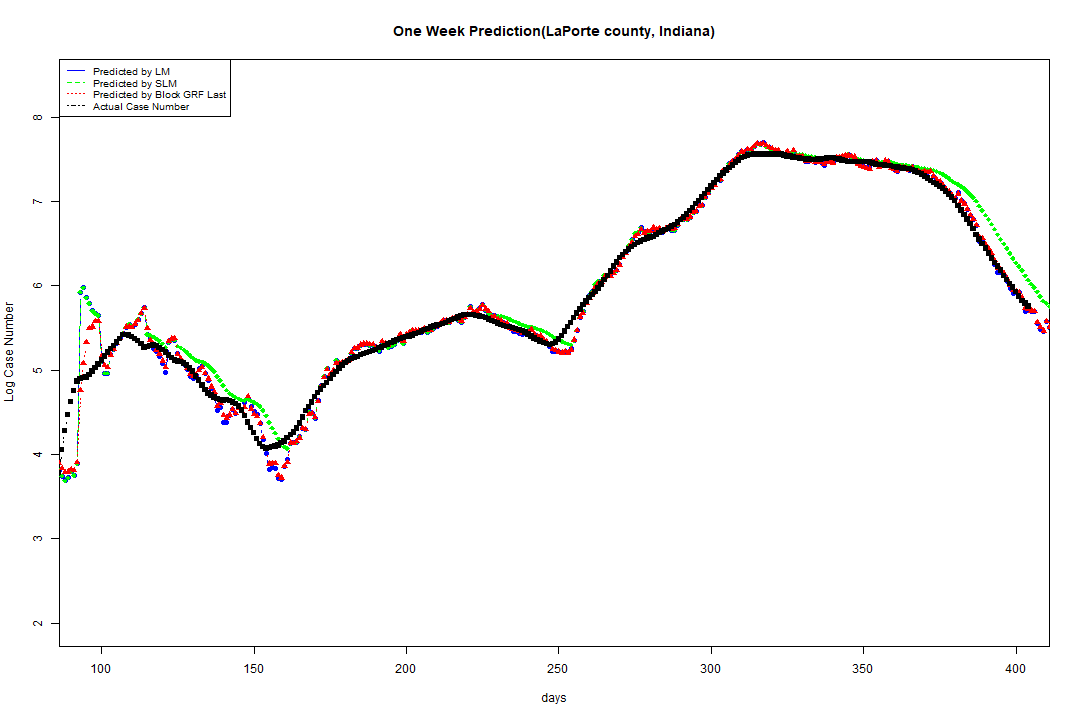 One Week Prediction(LaPorte county, Indiana)
Predicted by LM
Predicted by SLM
Predicted by Block GRF Last
Actual Case Number
8
7
6
5
4
3
2
Log Case Number
100 150 200 250 300 350 400
days